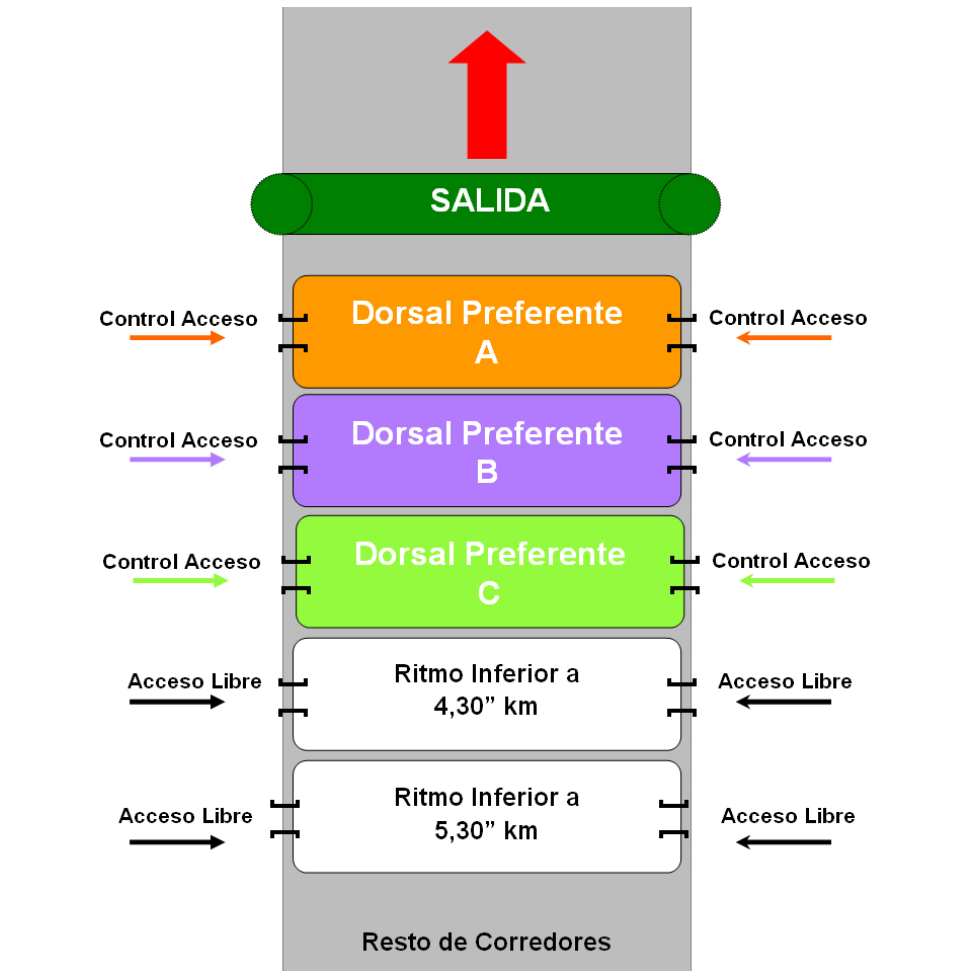 SALIDA
Control Acceso
Dorsal Preferente
A
Control Acceso
Control Acceso
Dorsal Preferente
B
Control Acceso
Control Acceso
Dorsal Preferente
C
Control Acceso
Acceso Libre
Ritmo Inferior a
4,30” km
Acceso Libre
Acceso Libre
Ritmo Inferior a
5,30” km
Acceso Libre
Resto de Corredores